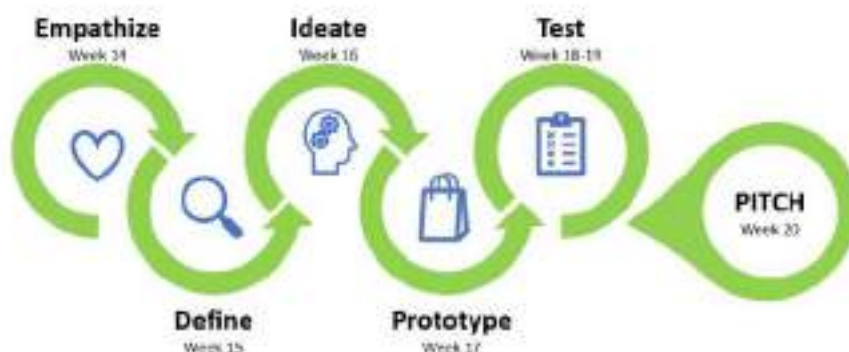 Empathize
Week 14
Define
Week 15
Ideate
Week 16
Prototype
Week 17
Test
Week 18-19
PITCH
Week 20